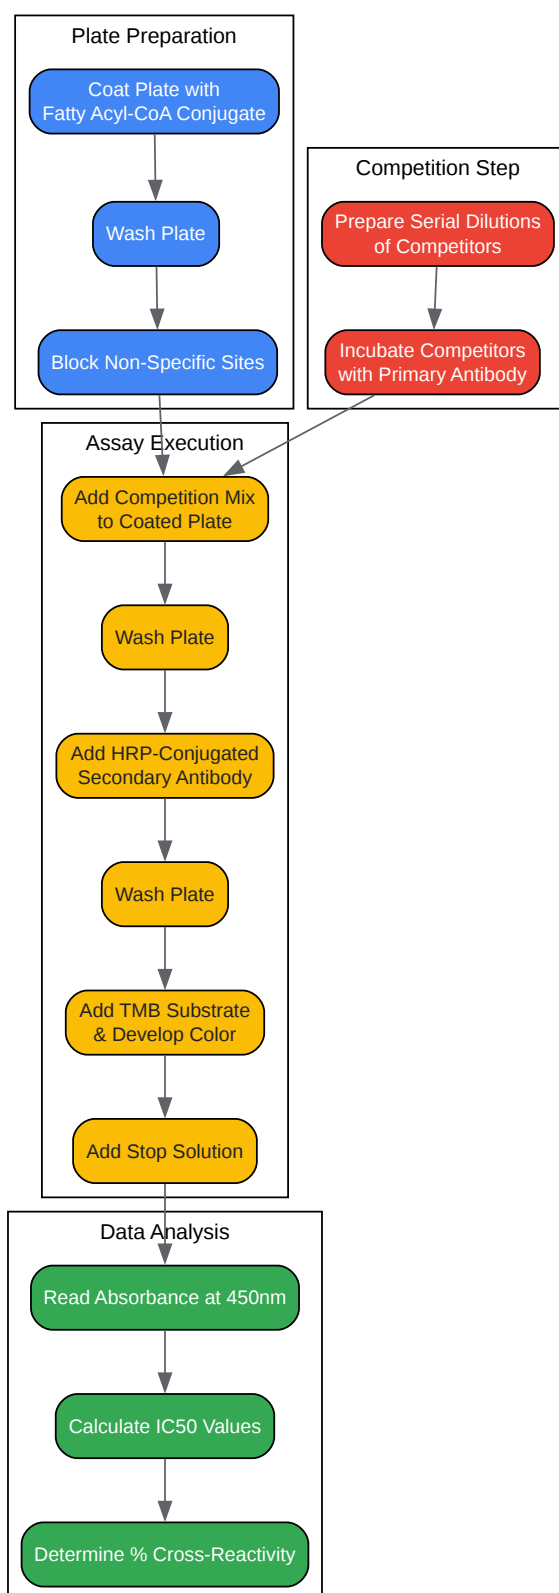 Plate Preparation
Coat Plate with
Fatty Acyl-CoA Conjugate
Wash Plate
Block Non-Specific Sites
Competition Step
Prepare Serial Dilutions
of Competitors
Incubate Competitors
with Primary Antibody
Assay Execution
Add Competition Mix
to Coated Plate
Wash Plate
Add HRP-Conjugated
Secondary Antibody
Wash Plate
Add TMB Substrate
& Develop Color
Add Stop Solution
Data Analysis
Read Absorbance at 450nm
Calculate IC50 Values
Determine % Cross-Reactivity